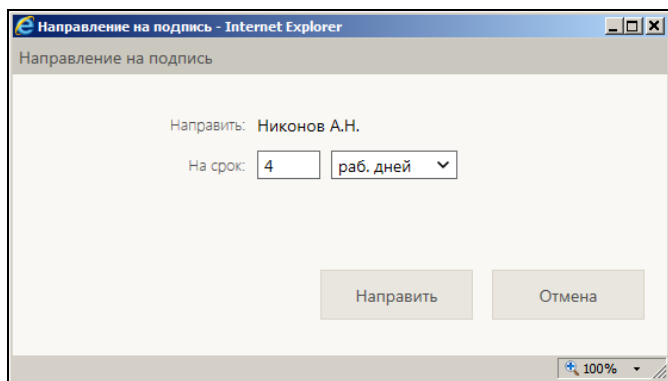 Направление на подпись - Internet Explorer
Направление на подпись
Направить: Никонов А.Н.
На срок: 4 раб. дней
Направить Отмена
100%